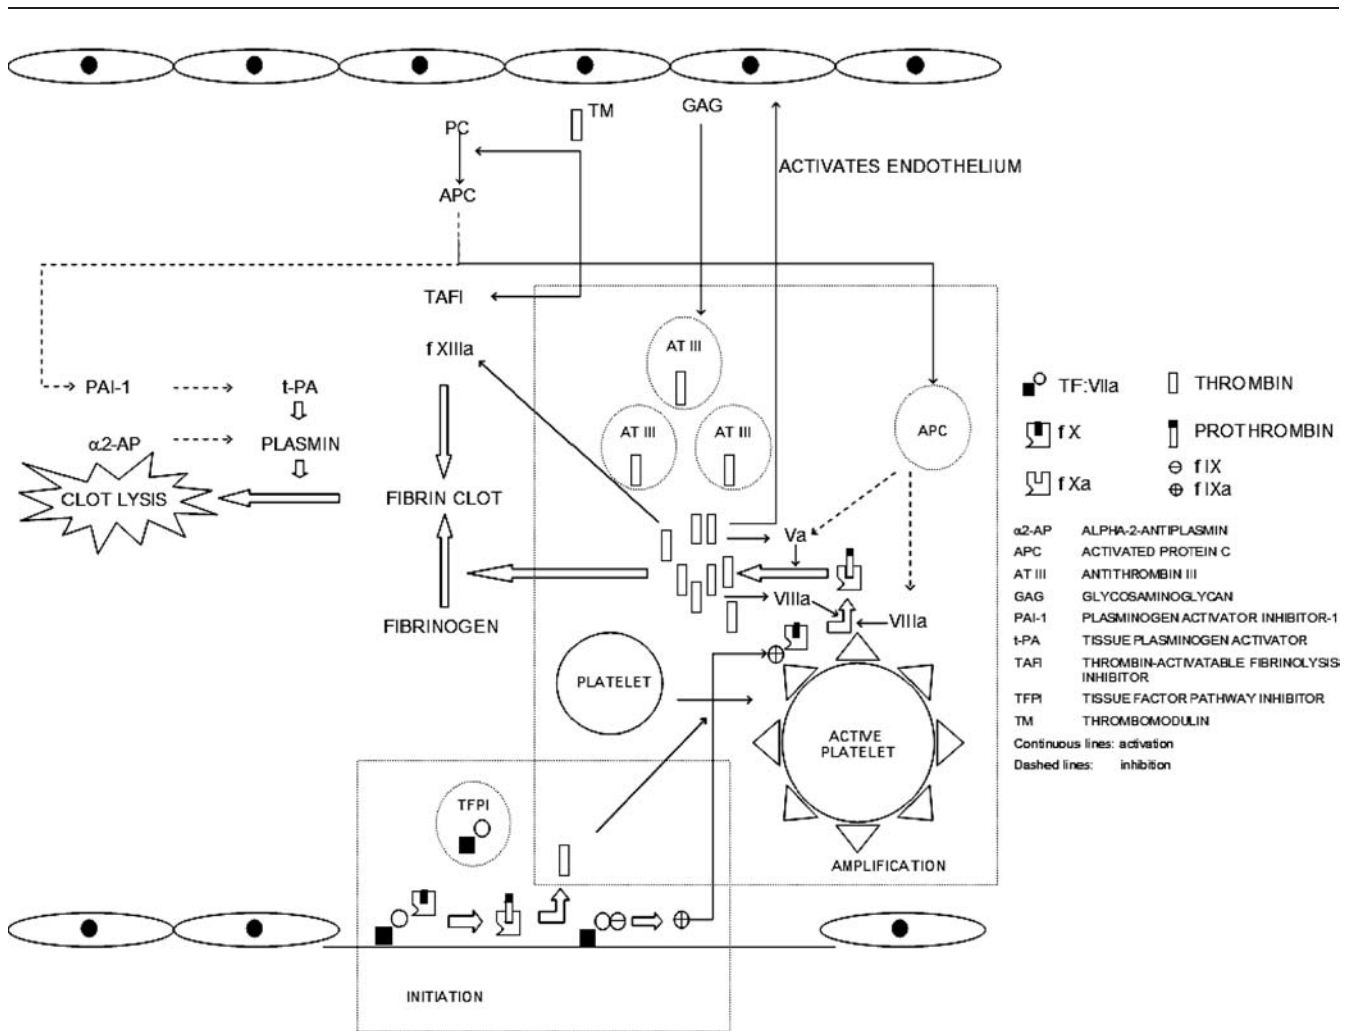 TM
GAG
PC
ACTIVATES ENDOTHELIUM
APC
TAFI
f XIIIa
AT III
AT III
AT III
APC
PAI-1
t-PA
α2-AP
PLASMIN
CLOT LYSIS
FIBRIN CLOT
Va
VIIIa
VIIIa
FIBRINOGEN
PLATELET
ACTIVE
PLATELET
AMPLIFICATION
TFPI
INITIATION
TF:VIIa
THROMBIN
f X
PROTHROMBIN
f Xa
f IX
f IXa
α2-AP ALPHA-2-ANTIPLASMIN
APC ACTIVATED PROTEIN C
AT III ANTITHROMBIN III
GAG GLYCOSAMINOGLYCAN
PAI-1 PLASMINOGEN ACTIVATOR INHIBITOR-1
t-PA TISSUE PLASMINOGEN ACTIVATOR
TAFI THROMBIN-ACTIVATABLE FIBRINOLYSIS
INHIBITOR
TFPI TISSUE FACTOR PATHWAY INHIBITOR
TM THROMBOMODULIN
Continuous lines: activation
Dashed lines: inhibition